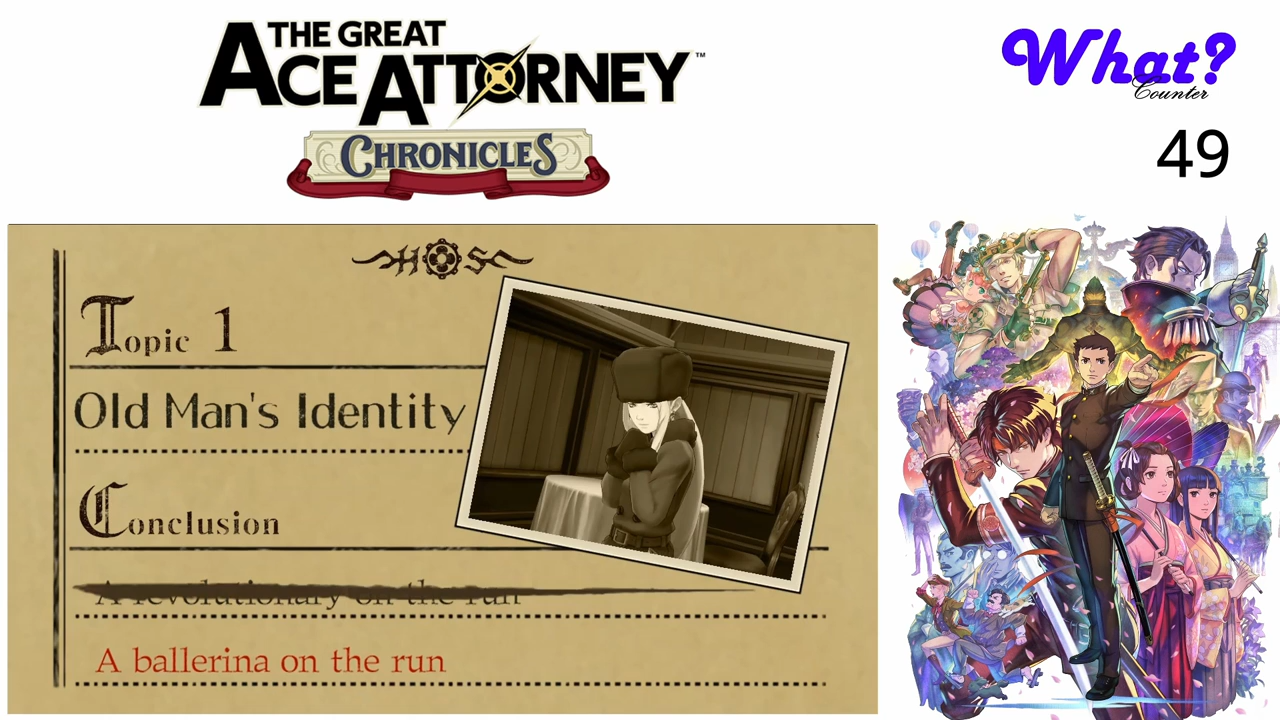 THE GREAT
ACE ATTORNEY™
CHRONICLES
What?
Counter
49
H S
Topic 1
Old Man's Identity
Conclusion
A revolutionary on the run
A ballerina on the run